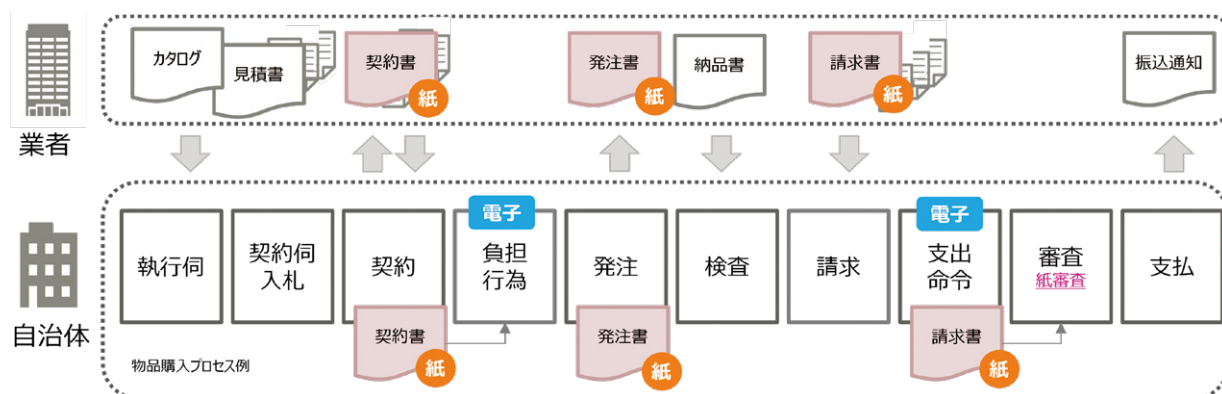 カタログ
見積書
契約書
紙
発注書
紙
納品書
請求書
紙
振込通知
業者
電子
電子
執行伺
契約伺
入札
契約
負担
行為
発注
検査
請求
支出
命令
審査
紙審査
支払
自治体
契約書
紙
発注書
紙
請求書
紙
物品購入プロセス例